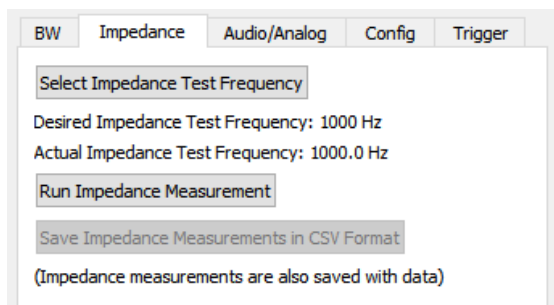 BW Impedance Audio/Analog Config Trigger
Select Impedance Test Frequency
Desired Impedance Test Frequency: 1000 Hz
Actual Impedance Test Frequency: 1000.0 Hz
Run Impedance Measurement
Save Impedance Measurements in CSV Format
(Impedance measurements are also saved with data)